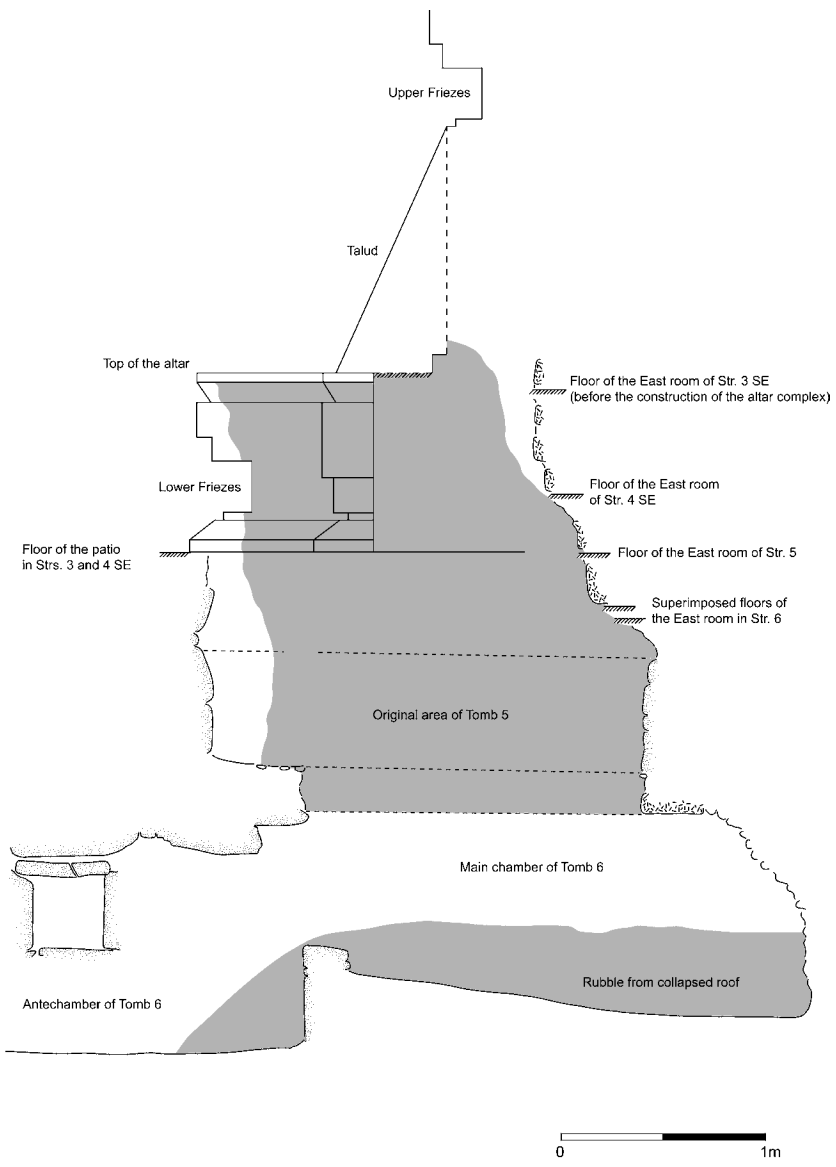 Upper Friezes
Talud
Top of the altar
Floor of the East room of Str. 3 SE
(before the construction of the altar complex)
Lower Friezes
Floor of the East room
of Str. 4 SE
Floor of the patio
in Strs. 3 and 4 SE
Floor of the East room of Str. 5
Superimposed floors of
the East room in Str. 6
Original area of Tomb 5
Main chamber of Tomb 6
Rubble from collapsed roof
Antechamber of Tomb 6
0
1m